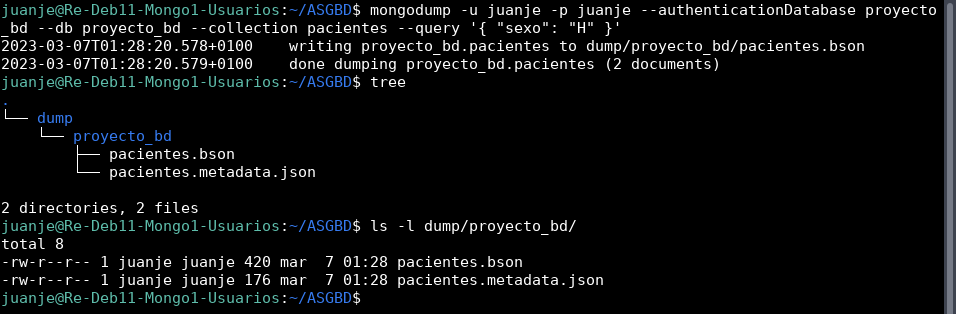 juanje@Re-Deb11-Mongo1-Usuarios:~/ASGBD$ mongodump -u juanje -p juanje --authenticationDatabase proyecto
_bd --db proyecto_bd --collection pacientes --query '{ "sexo": "H" }'
2023-03-07T01:28:20.578+0100    writing proyecto_bd.pacientes to dump/proyecto_bd/pacientes.bson
2023-03-07T01:28:20.579+0100    done dumping proyecto_bd.pacientes (2 documents)
juanje@Re-Deb11-Mongo1-Usuarios:~/ASGBD$ tree
.
└── dump
    └── proyecto_bd
        ├── pacientes.bson
        └── pacientes.metadata.json

2 directories, 2 files
juanje@Re-Deb11-Mongo1-Usuarios:~/ASGBD$ ls -l dump/proyecto_bd/
total 8
-rw-r--r-- 1 juanje juanje 420 mar  7 01:28 pacientes.bson
-rw-r--r-- 1 juanje juanje 176 mar  7 01:28 pacientes.metadata.json
juanje@Re-Deb11-Mongo1-Usuarios:~/ASGBD$